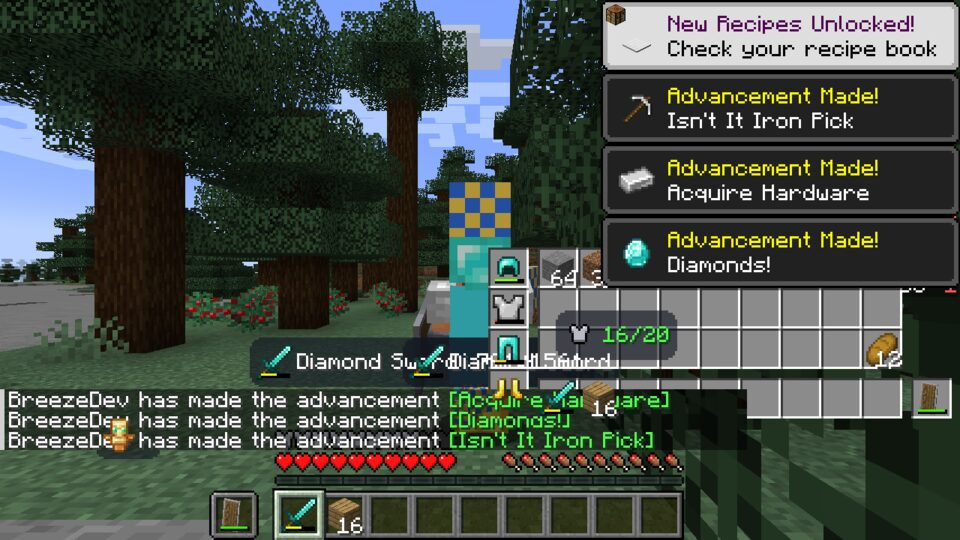 New Recipes Unlocked!
Check your recipe book
Advancement Made!
Isn't It Iron Pick
Advancement Made!
Acquire Hardware
Advancement Made!
Diamonds!
64
16/20
12
Diamond Sword
16
BreezeDev has made the advancement [Acquire Hardware]
BreezeDev has made the advancement [Diamonds!]
BreezeDev has made the advancement [Isn't It Iron Pick]
16